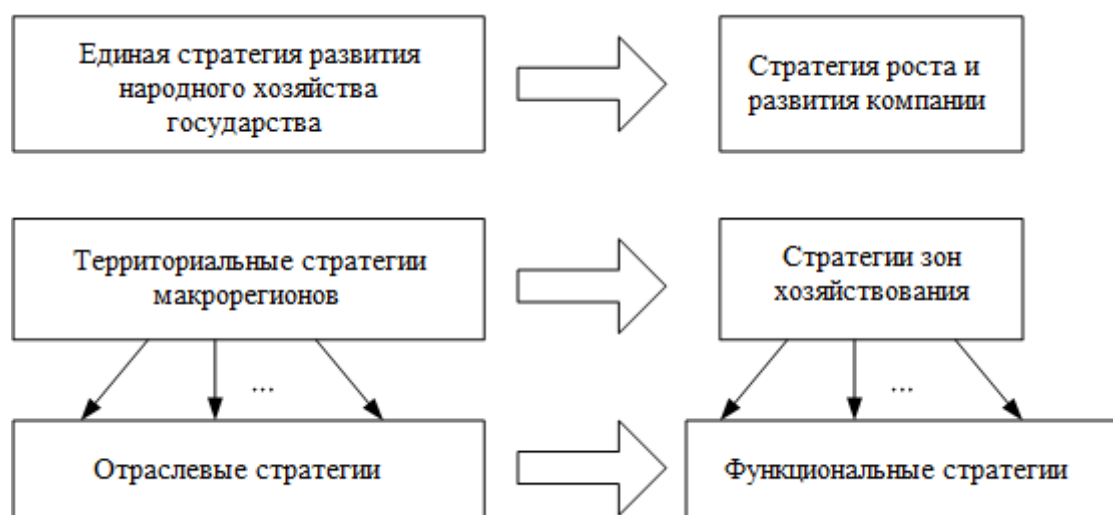 Единая стратегия развития
народного хозяйства
государства
Стратегия роста и
развития компании
Территориальные стратегии
макрорегионов
Стратегии зон
хозяйствования
...
...
Отраслевые стратегии
Функциональные стратегии